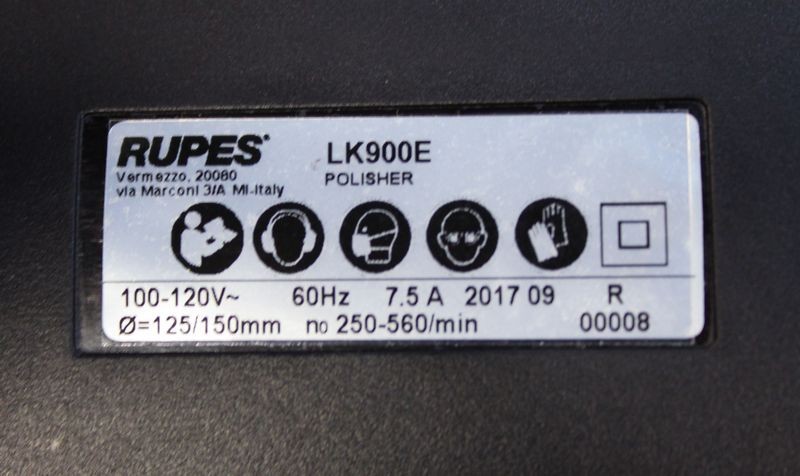 RUPES LK900E
Vermezzo, 20080 POLISHER
via Marconi 3/A MI-Italy
100-120V~ 60Hz 7.5 A 2017 09 R
Ø=125/150mm no 250-560/min 00008